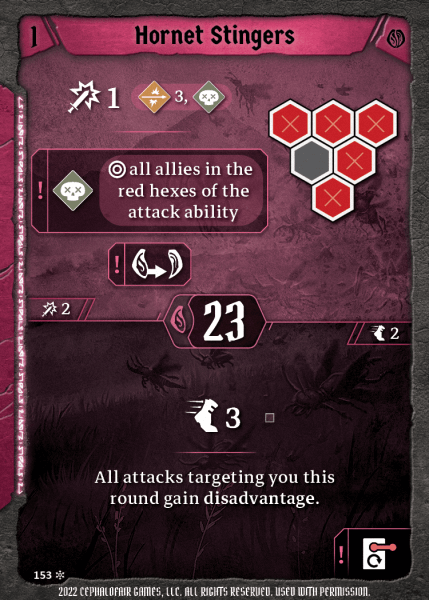 1
Hornet Stingers
1
3,
! all allies in the
red hexes of the
attack ability
!
2
23
2
3
All attacks targeting you this
round gain disadvantage.
!
153
2022 CEPHALOFAIR GAMES, LLC. ALL RIGHTS RESERVED. USED WITH PERMISSION.